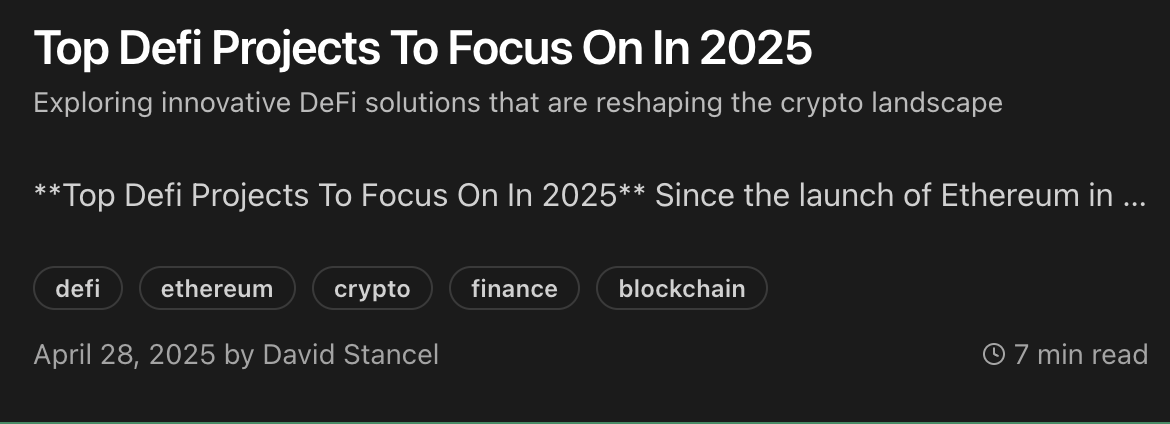 Top Defi Projects To Focus On In 2025
Exploring innovative DeFi solutions that are reshaping the crypto landscape
**Top Defi Projects To Focus On In 2025** Since the launch of Ethereum in ...
defi ethereum crypto finance blockchain
April 28, 2025 by David Stancel 7 min read